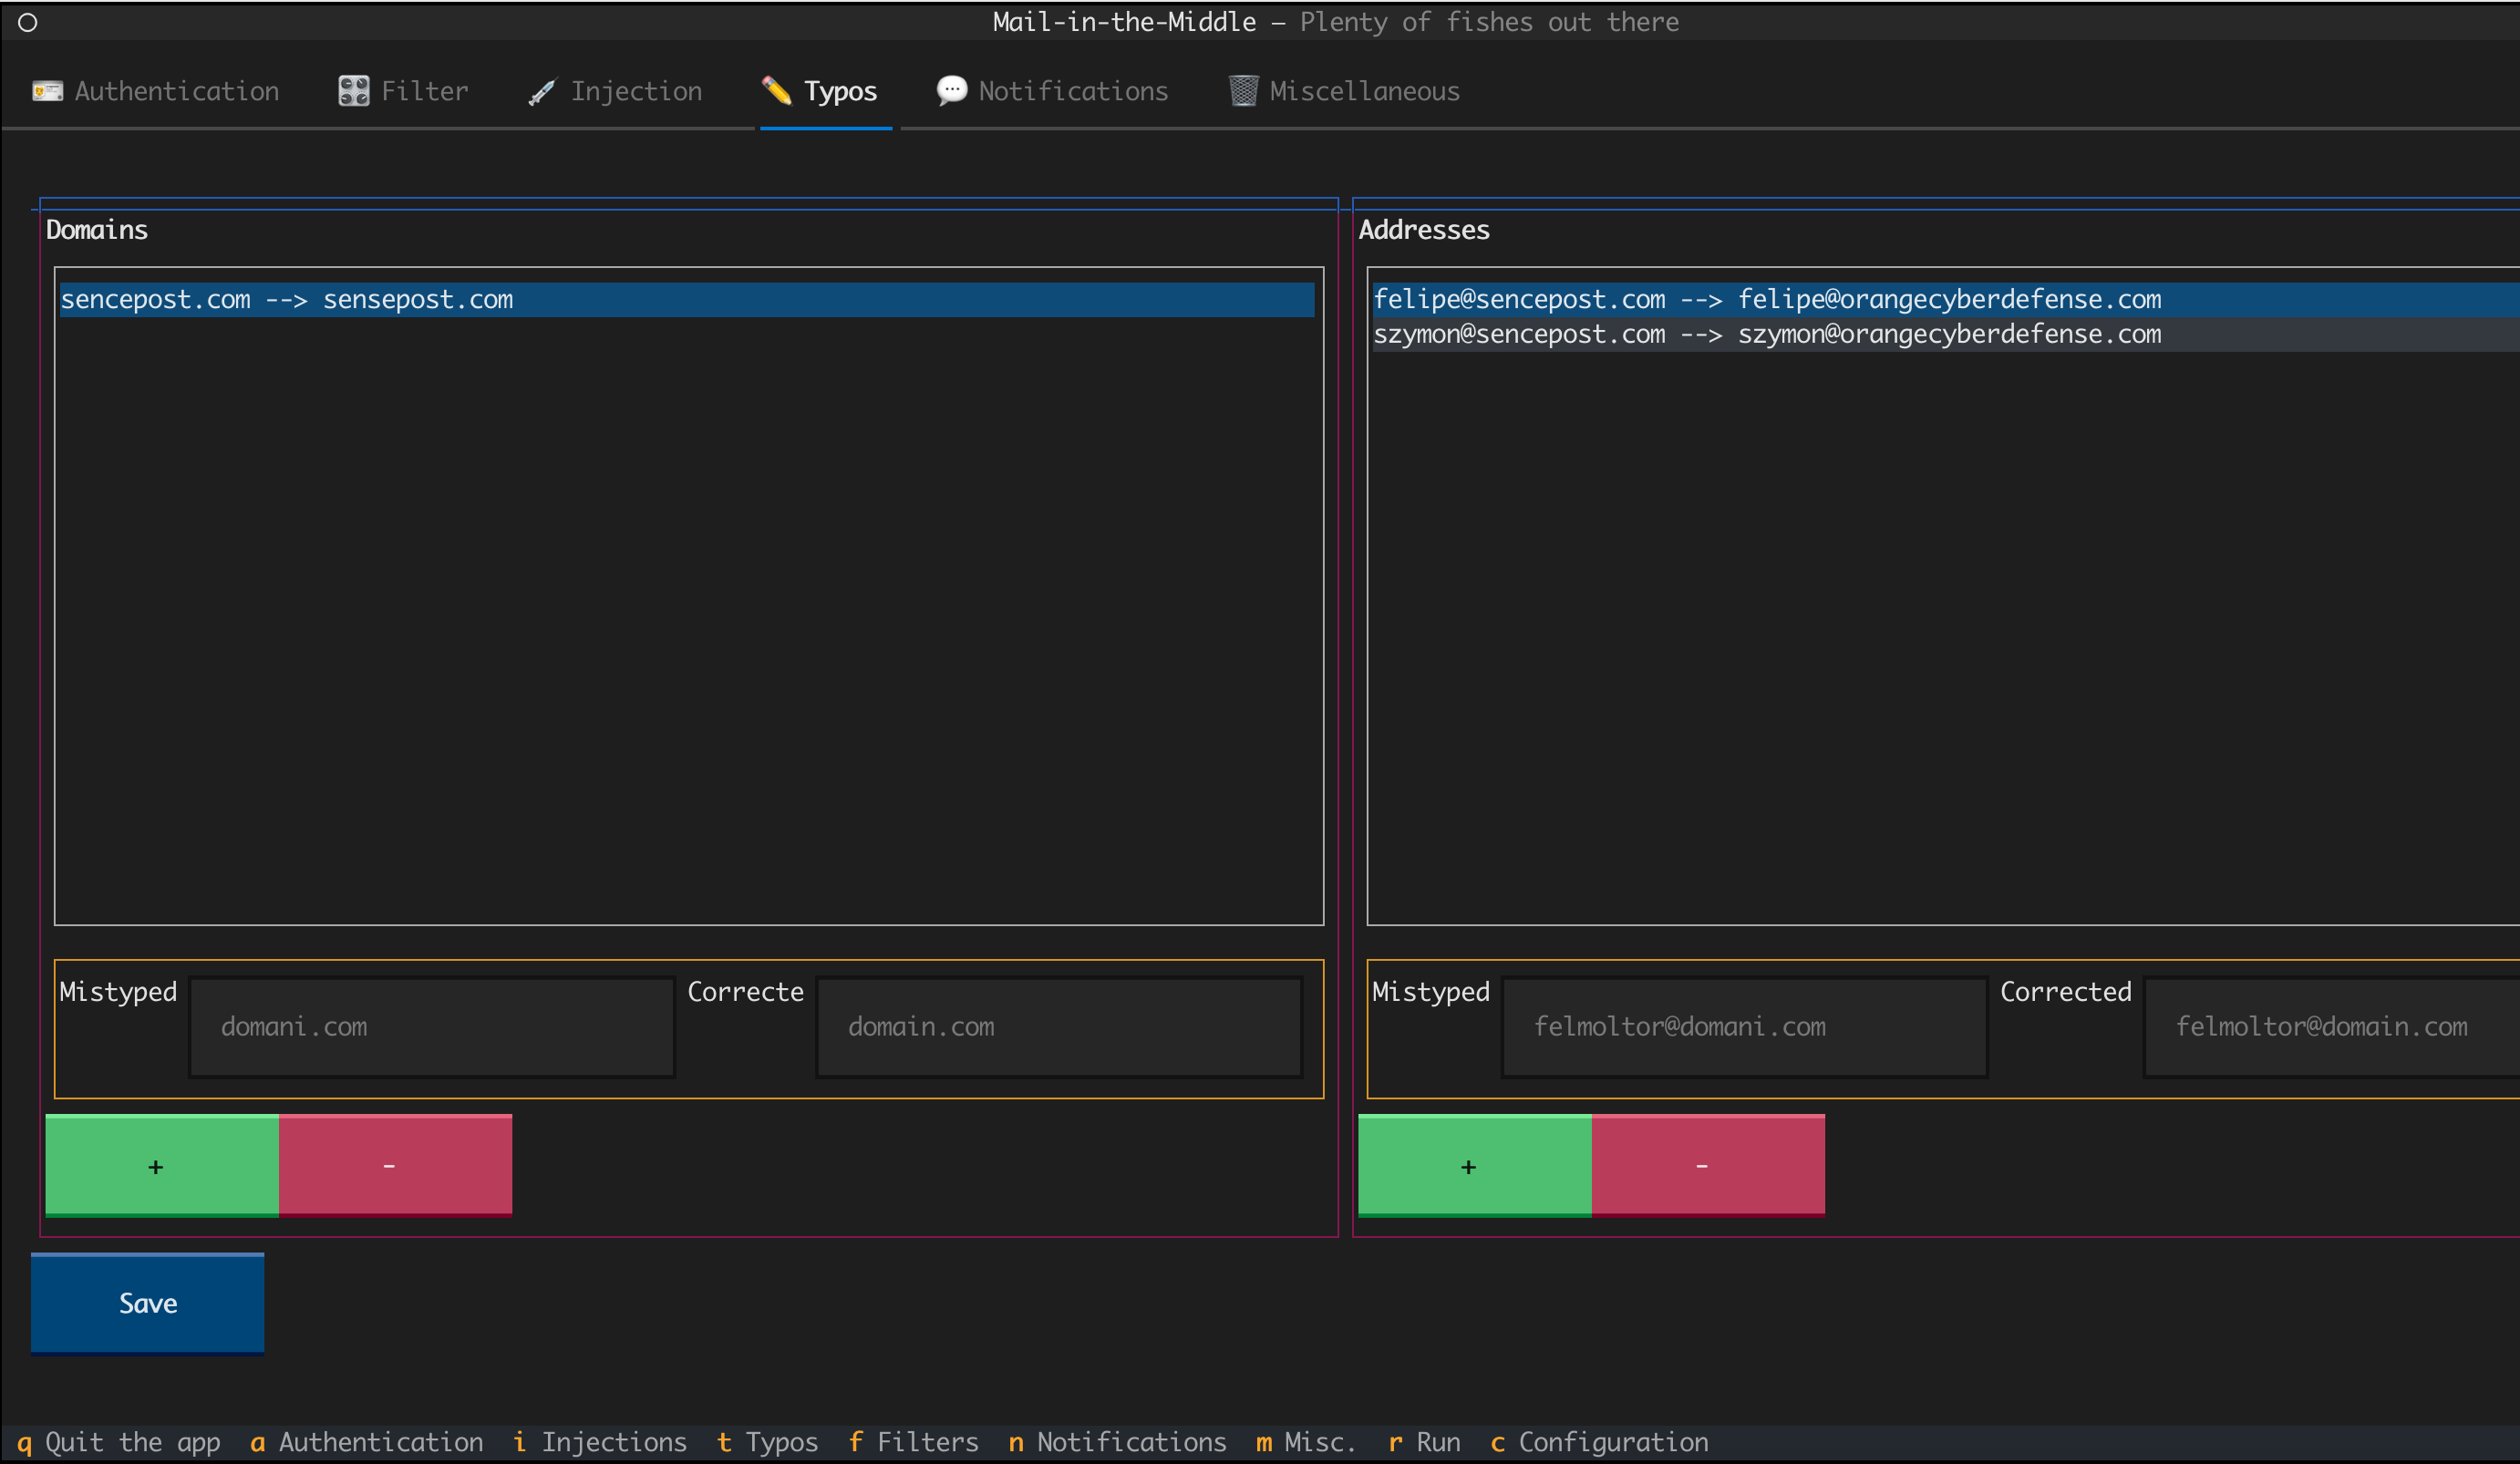 Mail-in-the-Middle — Plenty of fishes out there
Authentication Filter Injection Typos Notifications Miscellaneous
Domains
sencepost.com --> sensepost.com
Mistyped domani.com Correcte domain.com
+ -
Addresses
felipe@sencepost.com --> felipe@orangecyberdefense.com
szymon@sencepost.com --> szymon@orangecyberdefense.com
Mistyped felmoltor@domani.com Corrected felmoltor@domain.com
+ -
Save
q Quit the app a Authentication i Injections t Typos f Filters n Notifications m Misc. r Run c Configuration